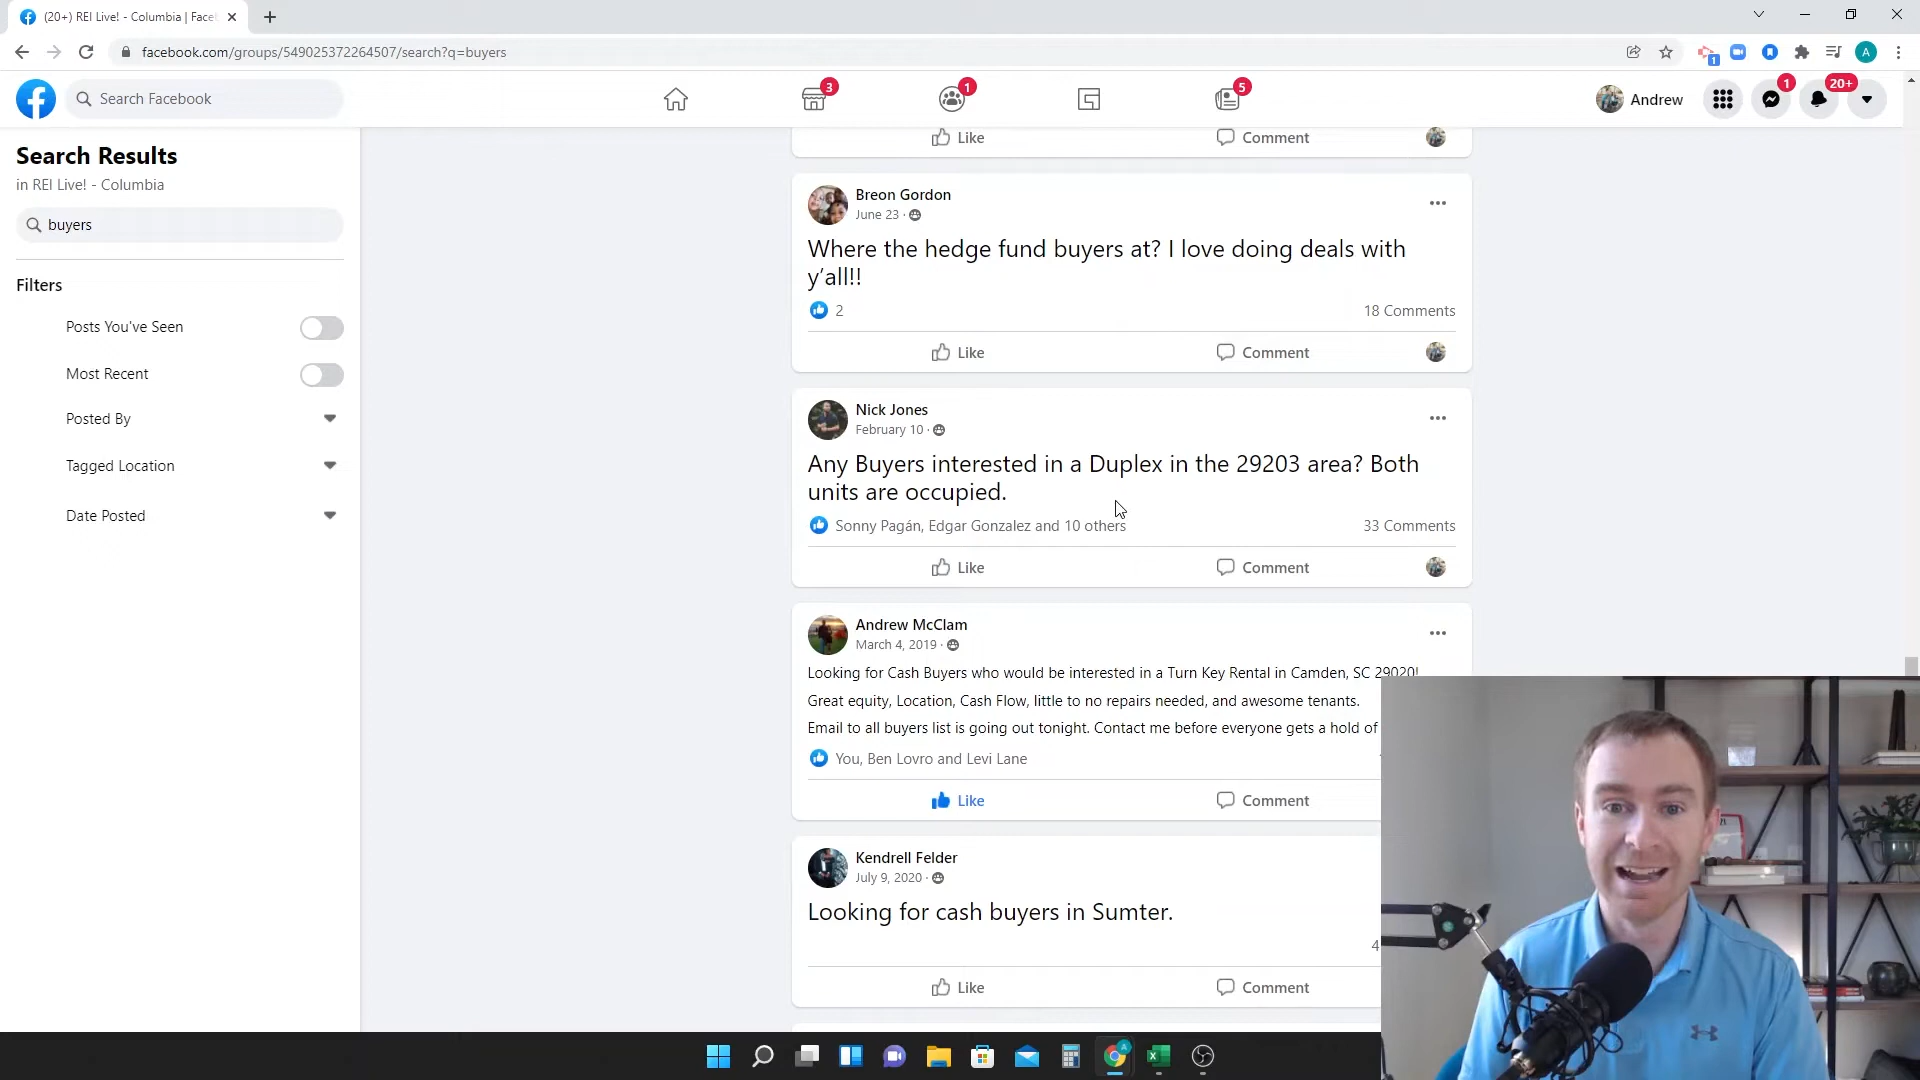 (20+) REI Live! - Columbia | Face
facebook.com/groups/549025372264507/search?q=buyers
1
A
Search Facebook
3
1
5
Andrew
1
20+
Search Results
in REI Live! - Columbia
buyers
Filters
Posts You've Seen
Most Recent
Posted By
Tagged Location
Date Posted
Like
Comment
Breon Gordon
June 23 ·
Where the hedge fund buyers at? I love doing deals with
y'all!!
2
18 Comments
Like
Comment
Nick Jones
February 10 ·
Any Buyers interested in a Duplex in the 29203 area? Both
units are occupied.
Sonny Pagán, Edgar Gonzalez and 10 others
33 Comments
Like
Comment
Andrew McClam
March 4, 2019 ·
Looking for Cash Buyers who would be interested in a Turn Key Rental in Camden, SC 29020!
Great equity, Location, Cash Flow, little to no repairs needed, and awesome tenants.
Email to all buyers list is going out tonight. Contact me before everyone gets a hold of
You, Ben Lovro and Levi Lane
Like
Comment
Kendrell Felder
July 9, 2020 ·
Looking for cash buyers in Sumter.
4
Like
Comment
A